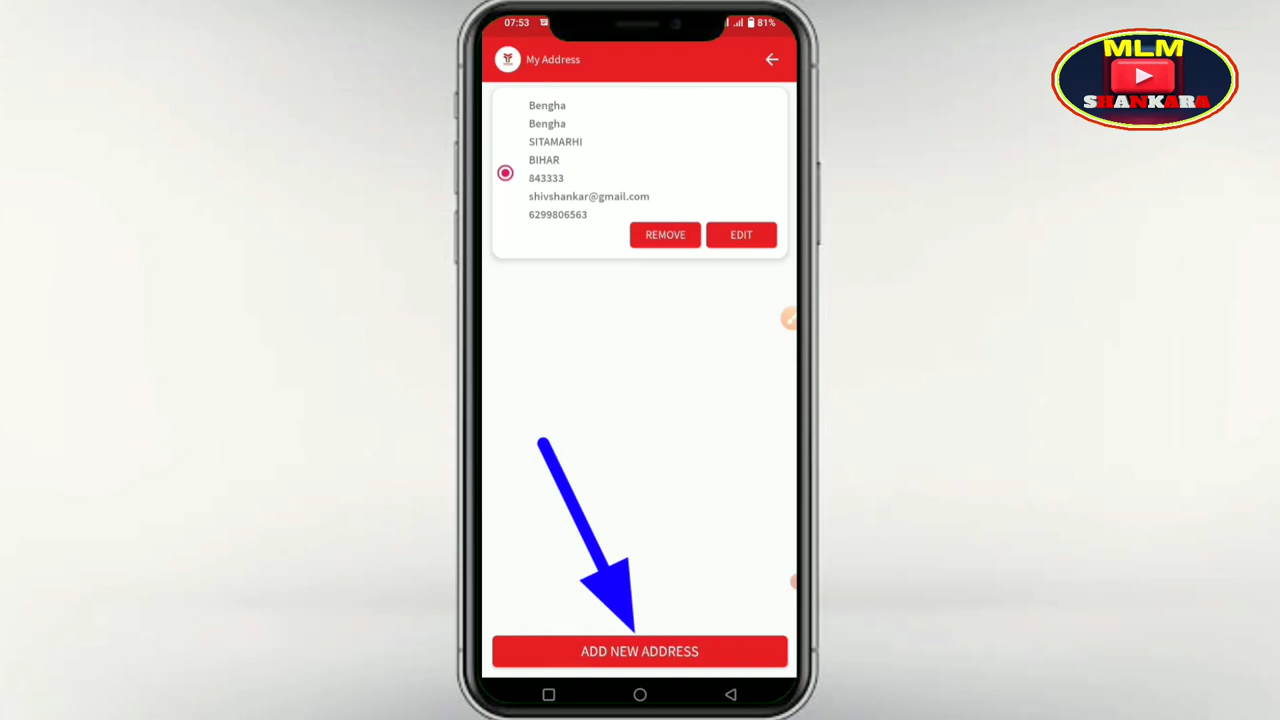 07:53
81%
My Address
Bengha
Bengha
SITAMARHI
BIHAR
843333
shivshankar@gmail.com
6299806563
REMOVE
EDIT
ADD NEW ADDRESS
MLM
SHANKARA